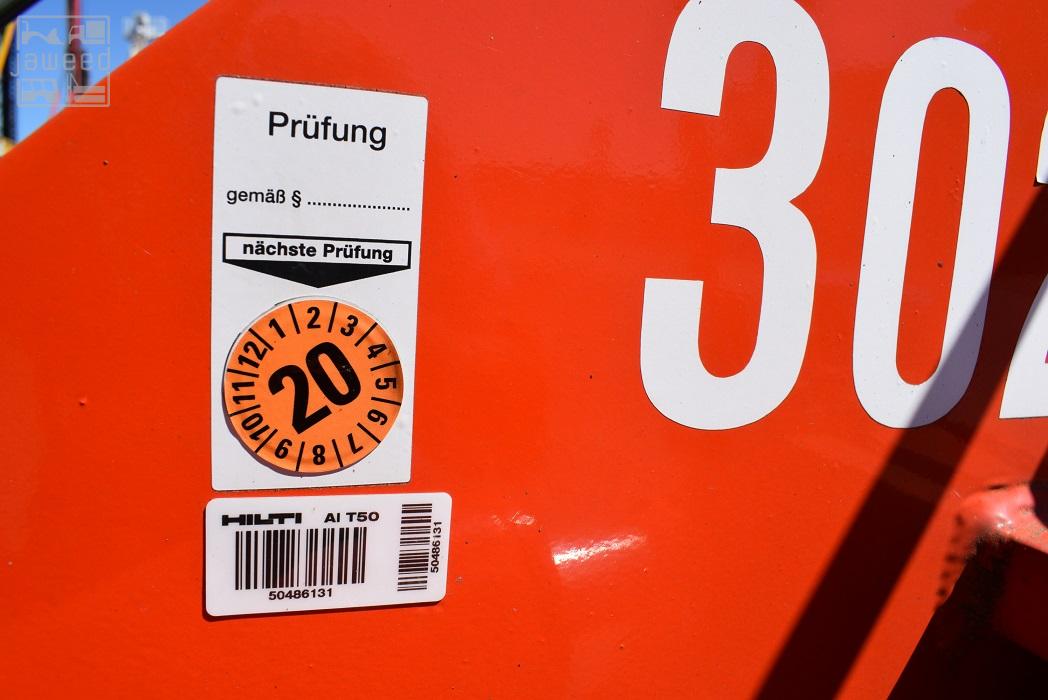 jaweed
Prüfung
gemäß § ....................
nächste Prüfung
1 2 3 4 5 6 7 8 9 10 11 12
20
HILTI AI T50
50486131
50486131
30